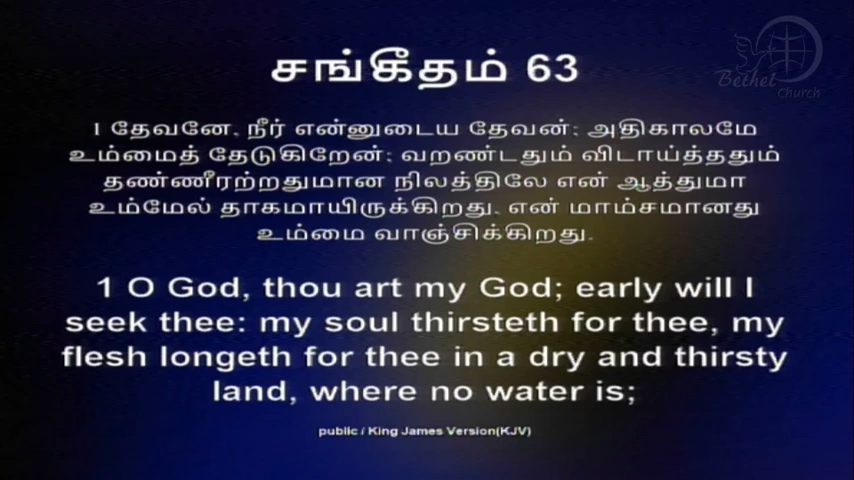 Bethel
Church
சங்கீதம் 63
1 தேவனே, நீர் என்னுடைய தேவன்; அதிகாலமே
உம்மைத் தேடுகிறேன்; வறண்டதும் விடாய்த்ததும்
தண்ணீரற்றதுமான நிலத்திலே என் ஆத்துமா
உம்மேல் தாகமாயிருக்கிறது, என் மாம்சமானது
உம்மை வாஞ்சிக்கிறது.
1 O God, thou art my God; early will I
seek thee: my soul thirsteth for thee, my
flesh longeth for thee in a dry and thirsty
land, where no water is;
public / King James Version(KJV)